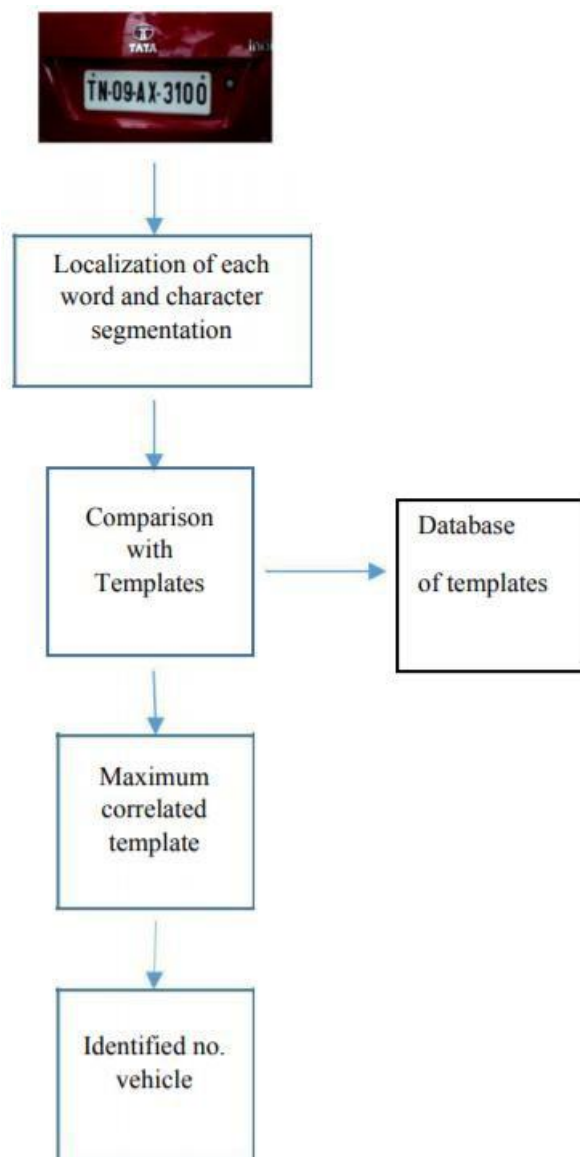 TATA
TN-09-AX-3100
Localization of each
word and character
segmentation
Comparison
with
Templates
Database
of templates
Maximum
correlated
template
Identified no.
vehicle